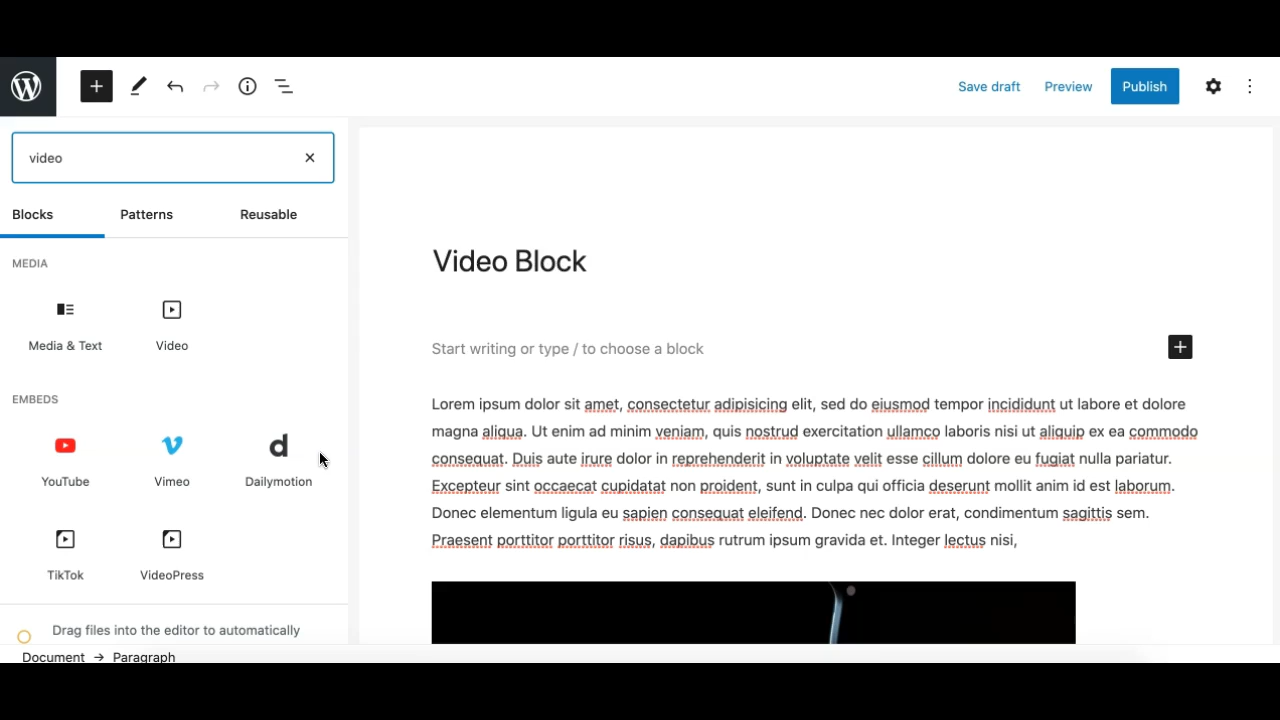 Save draft
Preview
Publish
video
Blocks
Patterns
Reusable
MEDIA
Media & Text
Video
EMBEDS
YouTube
Vimeo
Dailymotion
TikTok
VideoPress
Drag files into the editor to automatically
Document → Paragraph
Video Block
Start writing or type / to choose a block
Lorem ipsum dolor sit amet, consectetur adipisicing elit, sed do eiusmod tempor incididunt ut labore et dolore
magna aliqua. Ut enim ad minim veniam, quis nostrud exercitation ullamco laboris nisi ut aliquip ex ea commodo
consequat. Duis aute irure dolor in reprehenderit in voluptate velit esse cillum dolore eu fugiat nulla pariatur.
Excepteur sint occaecat cupidatat non proident, sunt in culpa qui officia deserunt mollit anim id est laborum.
Donec elementum ligula eu sapien consequat eleifend. Donec nec dolor erat, condimentum sagittis sem.
Praesent porttitor porttitor risus, dapibus rutrum ipsum gravida et. Integer lectus nisi,